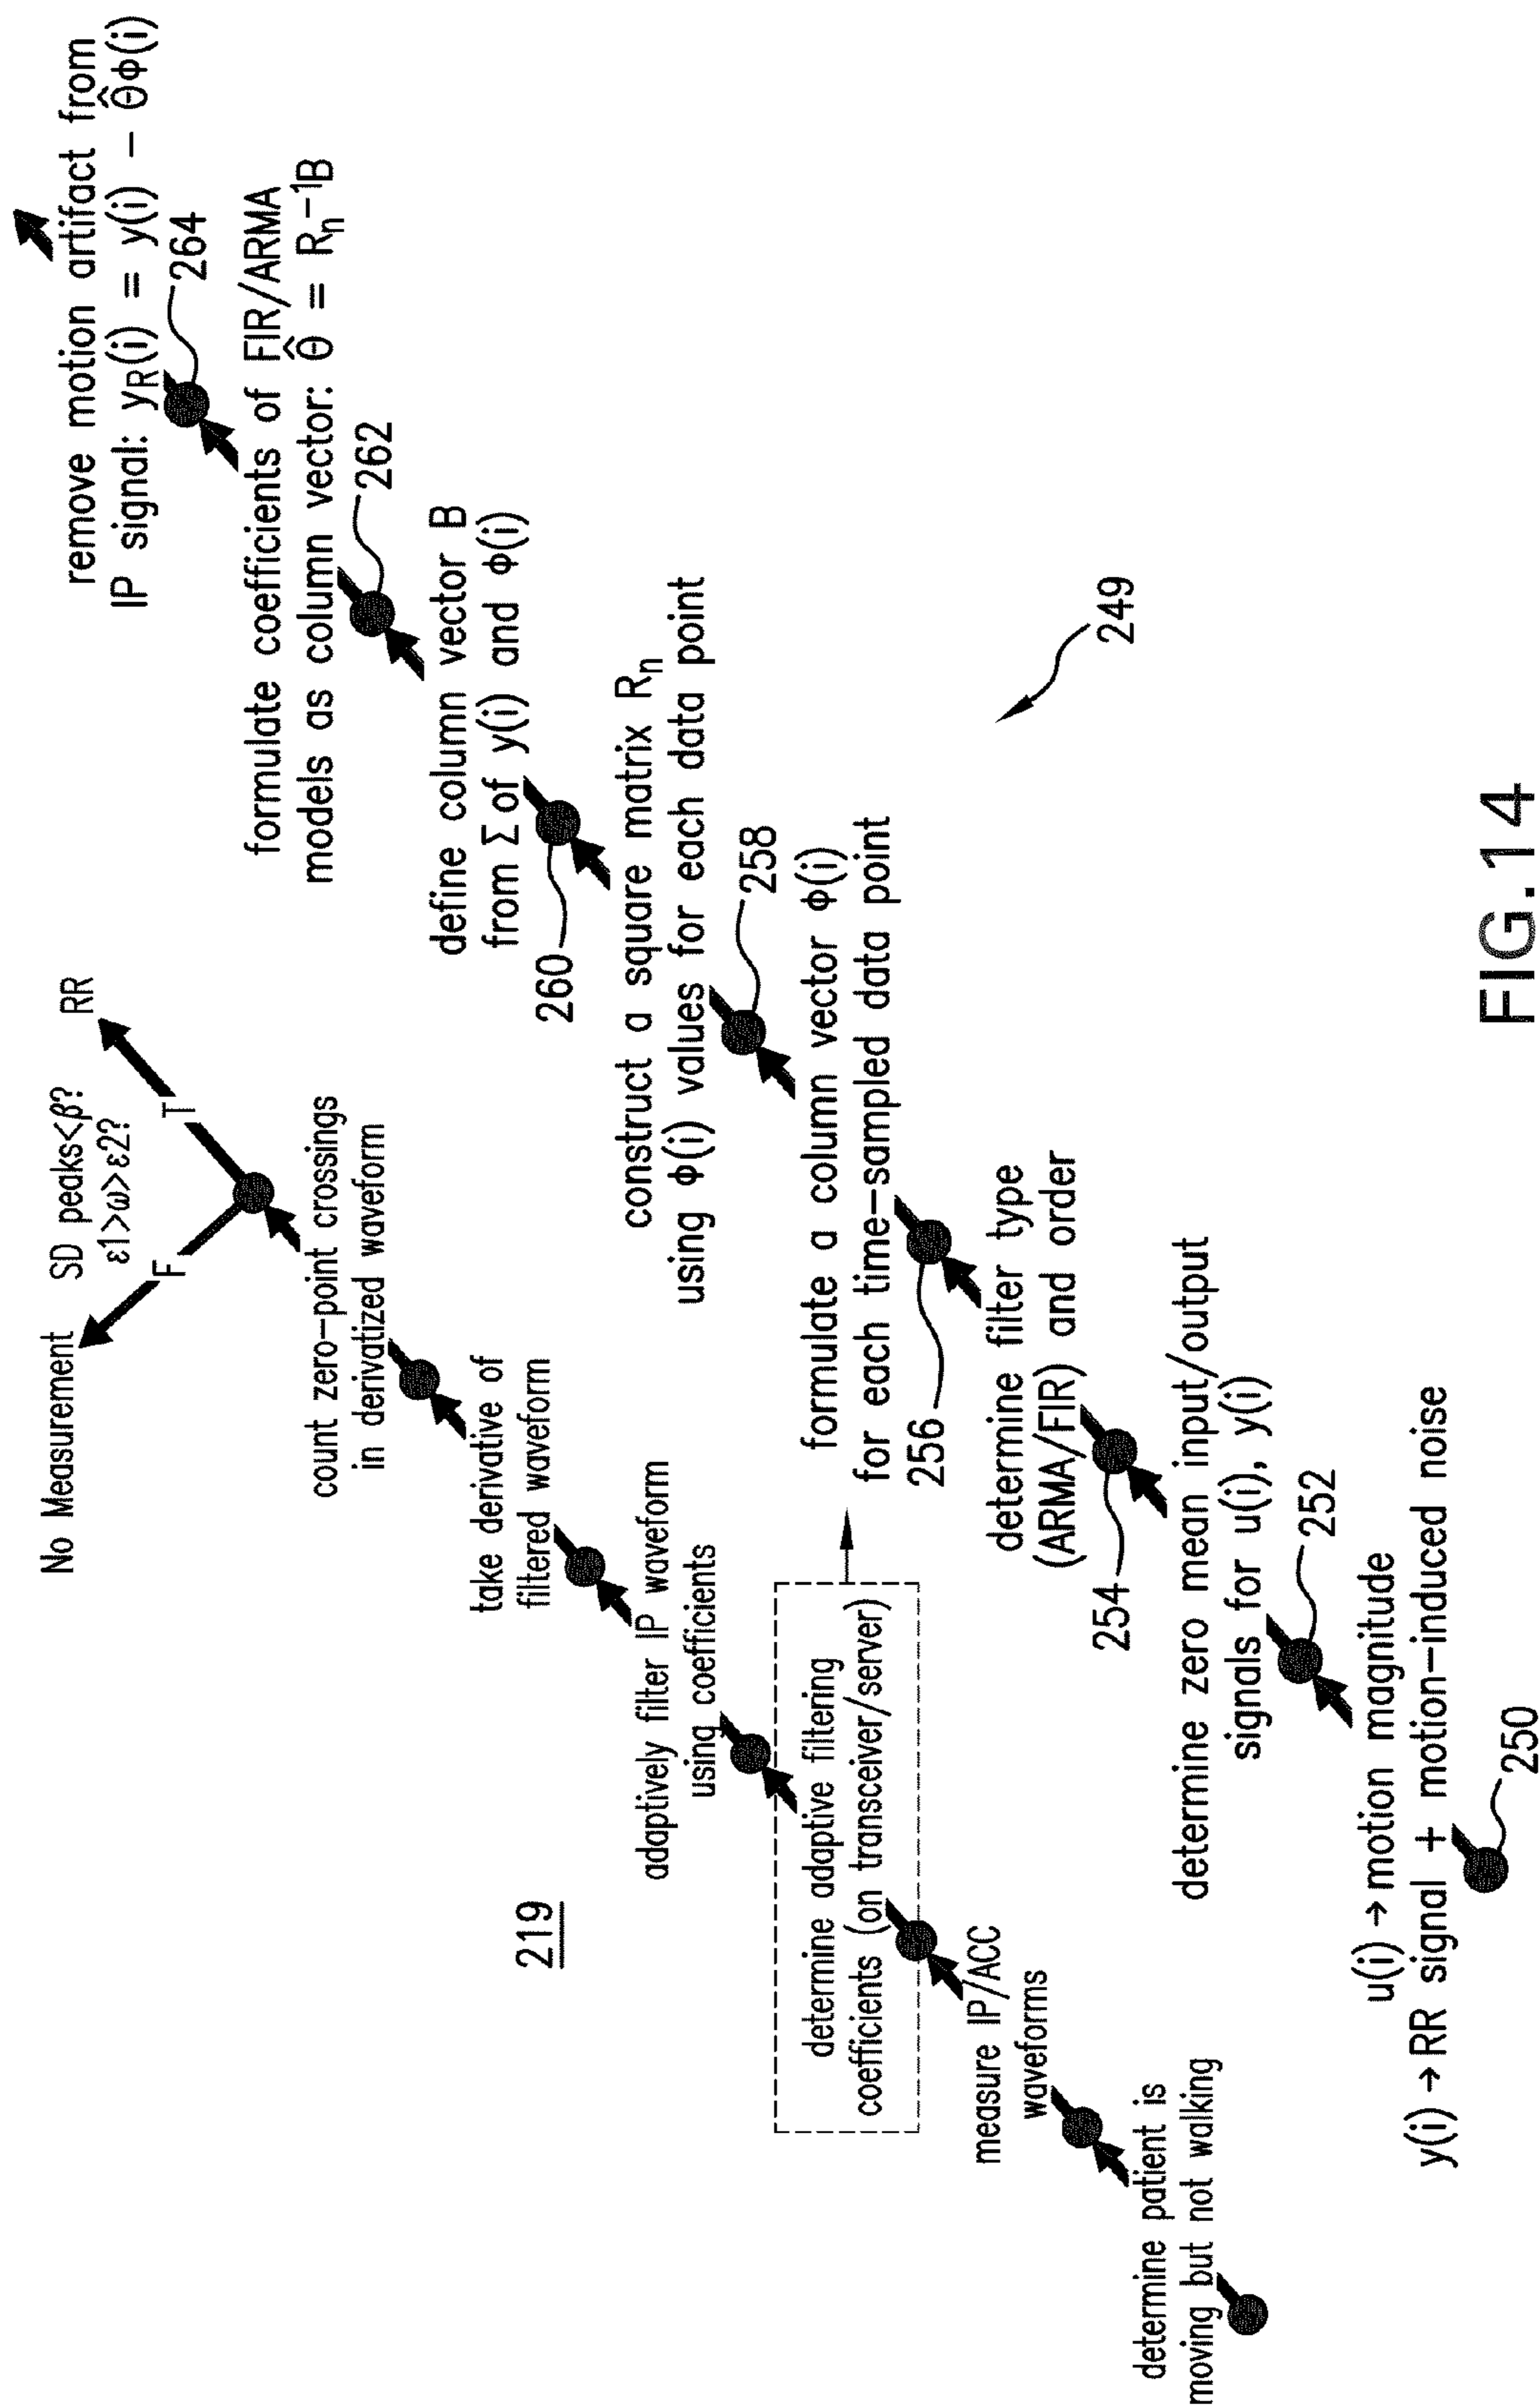 No Measurement
SD peaks<β?
ε1>ω>ε2?
RR
F
T
count zero-point crossings
in derivatized waveform
take derivative of
filtered waveform
adaptively filter IP waveform
using coefficients
determine adaptive filtering
coefficients (on transceiver/server)
measure IP/ACC
waveforms
determine patient is
moving but not walking
219
remove motion artifact from
IP signal: yR(i) = y(i) − Θ̂ϕ(i)
264
formulate coefficients of FIR/ARMA
models as column vector: Θ̂ = Rn−1B
262
define column vector B
from Σ of y(i) and ϕ(i)
260
construct a square matrix Rn
using ϕ(i) values for each data point
258
formulate a column vector ϕ(i)
for each time-sampled data point
256
determine filter type
(ARMA/FIR) and order
254
determine zero mean input/output
signals for u(i), y(i)
252
u(i) → motion magnitude
y(i) → RR signal + motion-induced noise
250
249
FIG.14